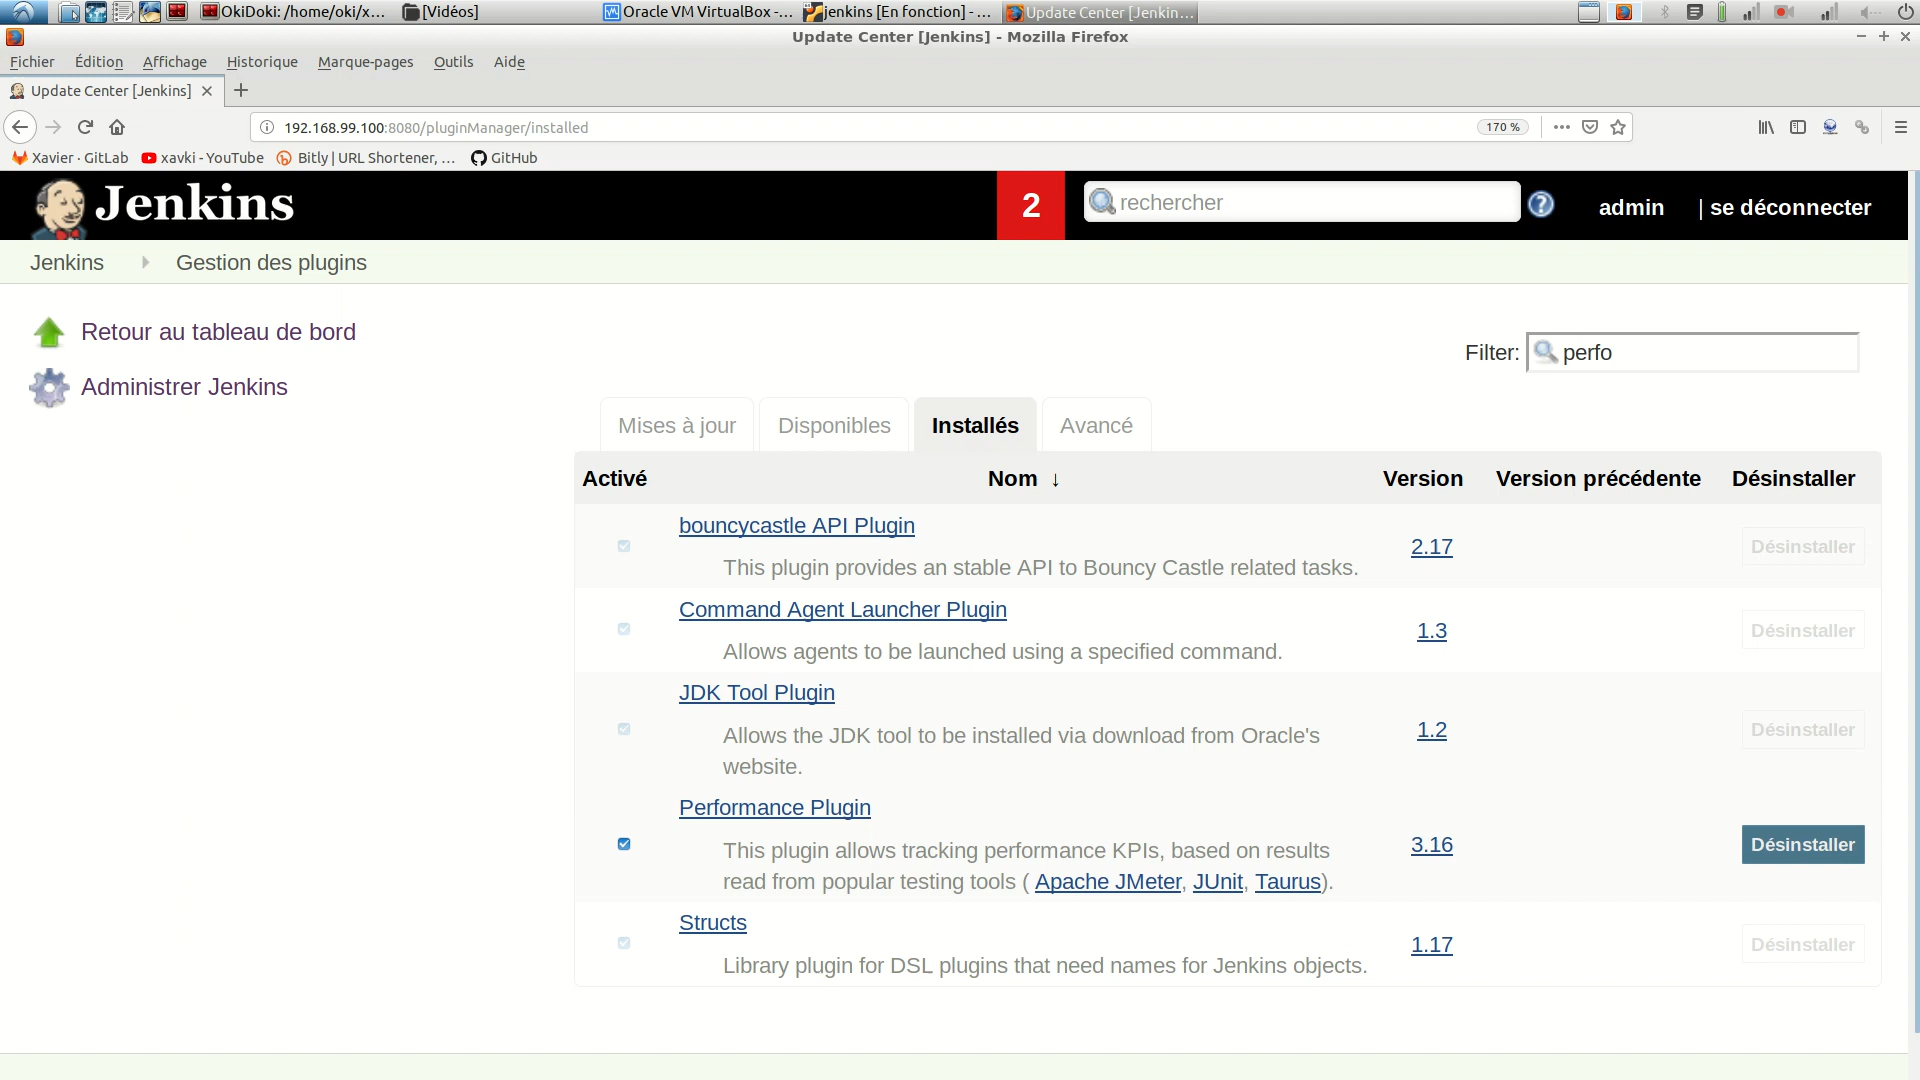 OkiDoki: /home/oki/x...
[Vidéos]
Oracle VM VirtualBox -...
jenkins [En fonction] - ...
Update Center [Jenkin...
Update Center [Jenkins] - Mozilla Firefox
Fichier Édition Affichage Historique Marque-pages Outils Aide
Update Center [Jenkins]
192.168.99.100:8080/pluginManager/installed
170 %
Xavier · GitLab
xavki - YouTube
Bitly | URL Shortener, ...
GitHub
Jenkins
2
rechercher
admin
| se déconnecter
Jenkins
Gestion des plugins
Retour au tableau de bord
Administrer Jenkins
Filter: perfo
Mises à jour
Disponibles
Installés
Avancé
Activé
Nom ↓
Version
Version précédente
Désinstaller
bouncycastle API Plugin
This plugin provides an stable API to Bouncy Castle related tasks.
2.17
Désinstaller
Command Agent Launcher Plugin
Allows agents to be launched using a specified command.
1.3
Désinstaller
JDK Tool Plugin
Allows the JDK tool to be installed via download from Oracle's
website.
1.2
Désinstaller
Performance Plugin
This plugin allows tracking performance KPIs, based on results
read from popular testing tools ( Apache JMeter, JUnit, Taurus).
3.16
Désinstaller
Structs
Library plugin for DSL plugins that need names for Jenkins objects.
1.17
Désinstaller